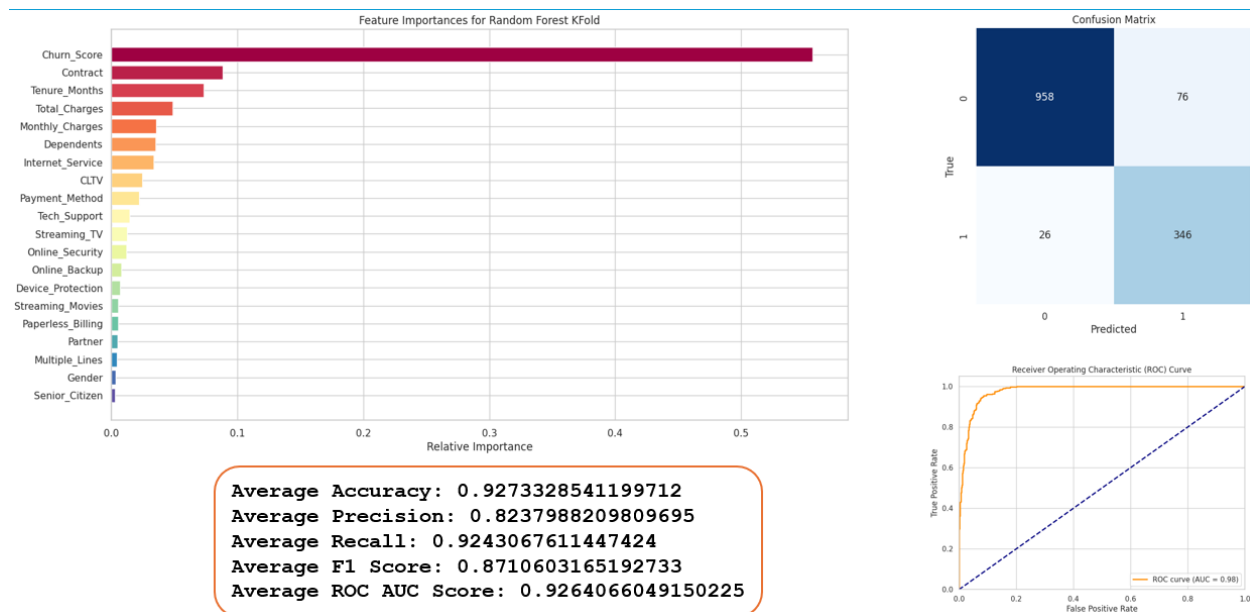 Feature Importances for Random Forest KFold
Churn_Score
Contract
Tenure_Months
Total_Charges
Monthly_Charges
Dependents
Internet_Service
CLTV
Payment_Method
Tech_Support
Streaming_TV
Online_Security
Online_Backup
Device_Protection
Streaming_Movies
Paperless_Billing
Partner
Multiple_Lines
Gender
Senior_Citizen
0.0 0.1 0.2 0.3 0.4 0.5
Relative Importance
Average Accuracy: 0.9273328541199712
Average Precision: 0.8237988209809695
Average Recall: 0.9243067611447424
Average F1 Score: 0.8710603165192733
Average ROC AUC Score: 0.9264066049150225
Confusion Matrix
True
0
958 76
1
26 346
0 1
Predicted
Receiver Operating Characteristic (ROC) Curve
True Positive Rate
1.0
0.8
0.6
0.4
0.2
0.0
ROC curve (AUC = 0.98)
0.0 0.2 0.4 0.6 0.8 1.0
False Positive Rate